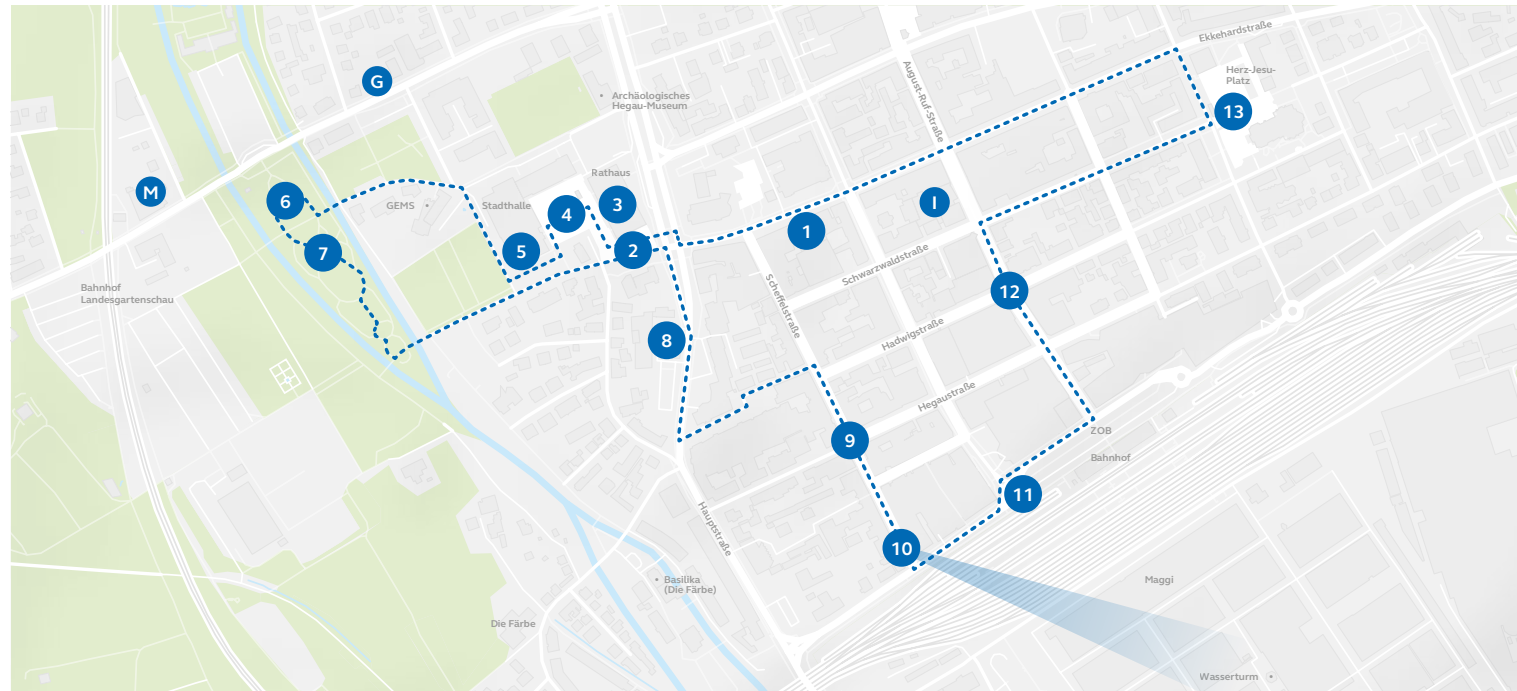 Ekkehardstraße
Herz-Jesu-
Platz
G
August-Ruf-Straße
Archäologisches
Hegau-Museum
13
Rathaus
M
6
GEMS
Stadthalle
4
3
I
1
5
2
7
Schwarzwaldstraße
Bahnhof
Landesgartenschau
Scheffelstraße
12
8
Hadwigstraße
Hegaustraße
9
ZOB
Bahnhof
11
Hauptstraße
10
Basilika
(Die Färbe)
Maggi
Die Färbe
Wasserturm